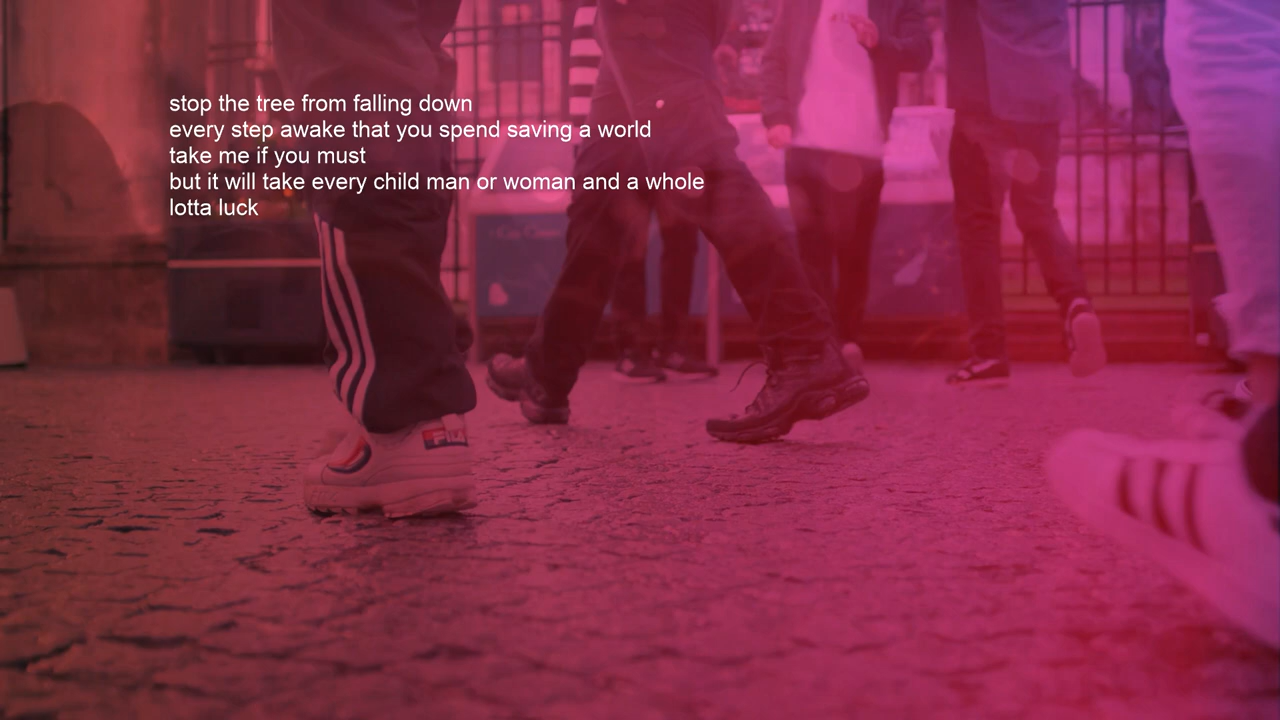 stop the tree from falling down
every step awake that you spend saving a world
take me if you must
but it will take every child man or woman and a whole
lotta luck
FILA